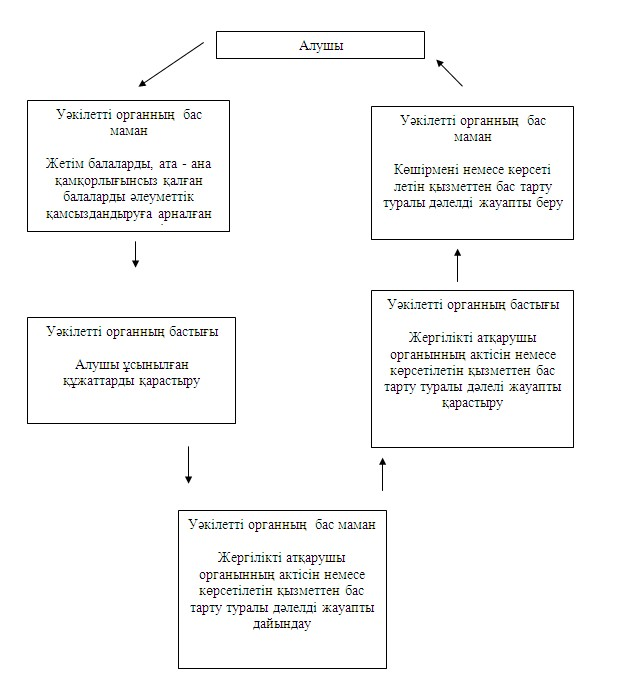 Алушы
Уәкілетті органның бас
маман
Жетім балаларды, ата - ана
қамқорлығынсыз қалған
балаларды әлеуметтік
қамсыздандыруға арналған
Уәкілетті органның бас
маман
Көшірмені немесе көрсеті
летін қызметтен бас тарту
туралы дәлелді жауапты беру
Уәкілетті органның бастығы
Алушы ұсынылған
құжаттарды қарастыру
Уәкілетті органның бастығы
Жергілікті атқарушы
органынның актісін немесе
көрсетілетін қызметтен бас
тарту туралы дәлелі жауапты
қарастыру
Уәкілетті органның бас маман
Жергілікті атқарушы
органынның актісін немесе
көрсетілетін қызметтен бас
тарту туралы дәлелді жауапты
дайындау